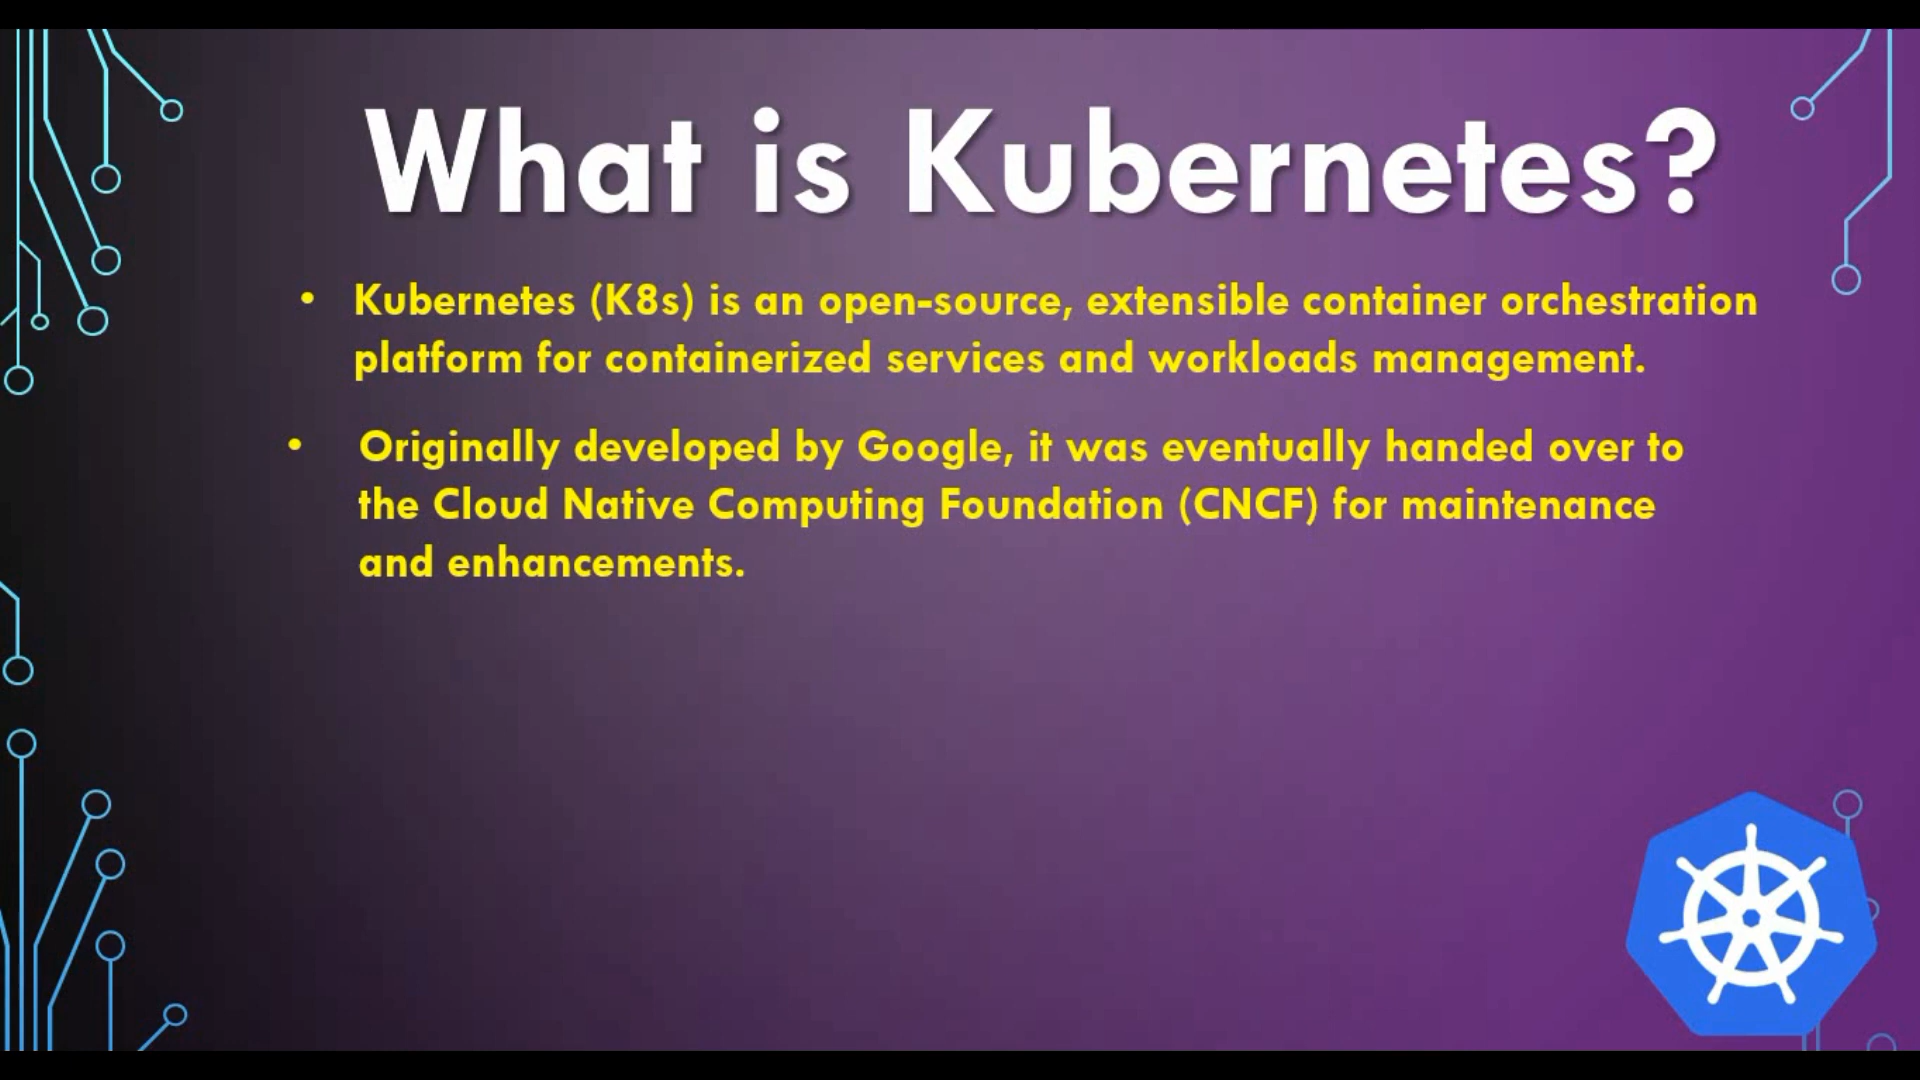 What is Kubernetes?
• Kubernetes (K8s) is an open-source, extensible container orchestration
platform for containerized services and workloads management.
• Originally developed by Google, it was eventually handed over to
the Cloud Native Computing Foundation (CNCF) for maintenance
and enhancements.